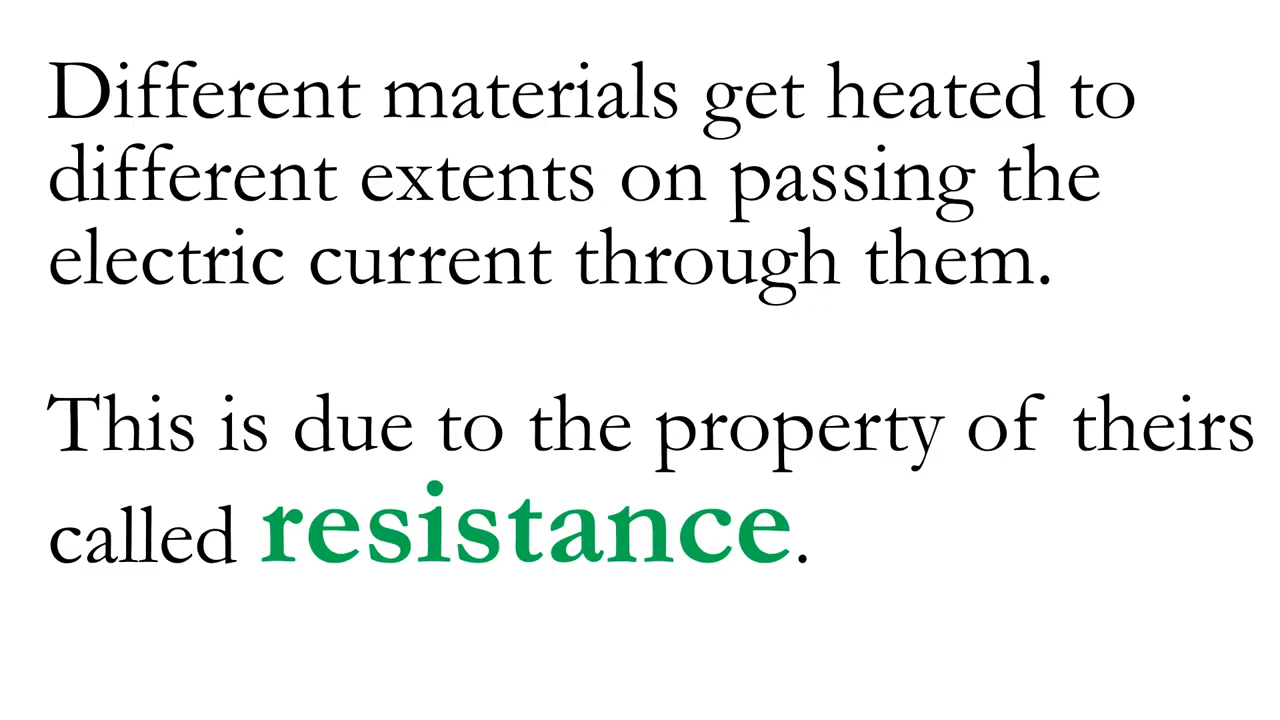 Different materials get heated to
different extents on passing the
electric current through them.
This is due to the property of theirs
called resistance.